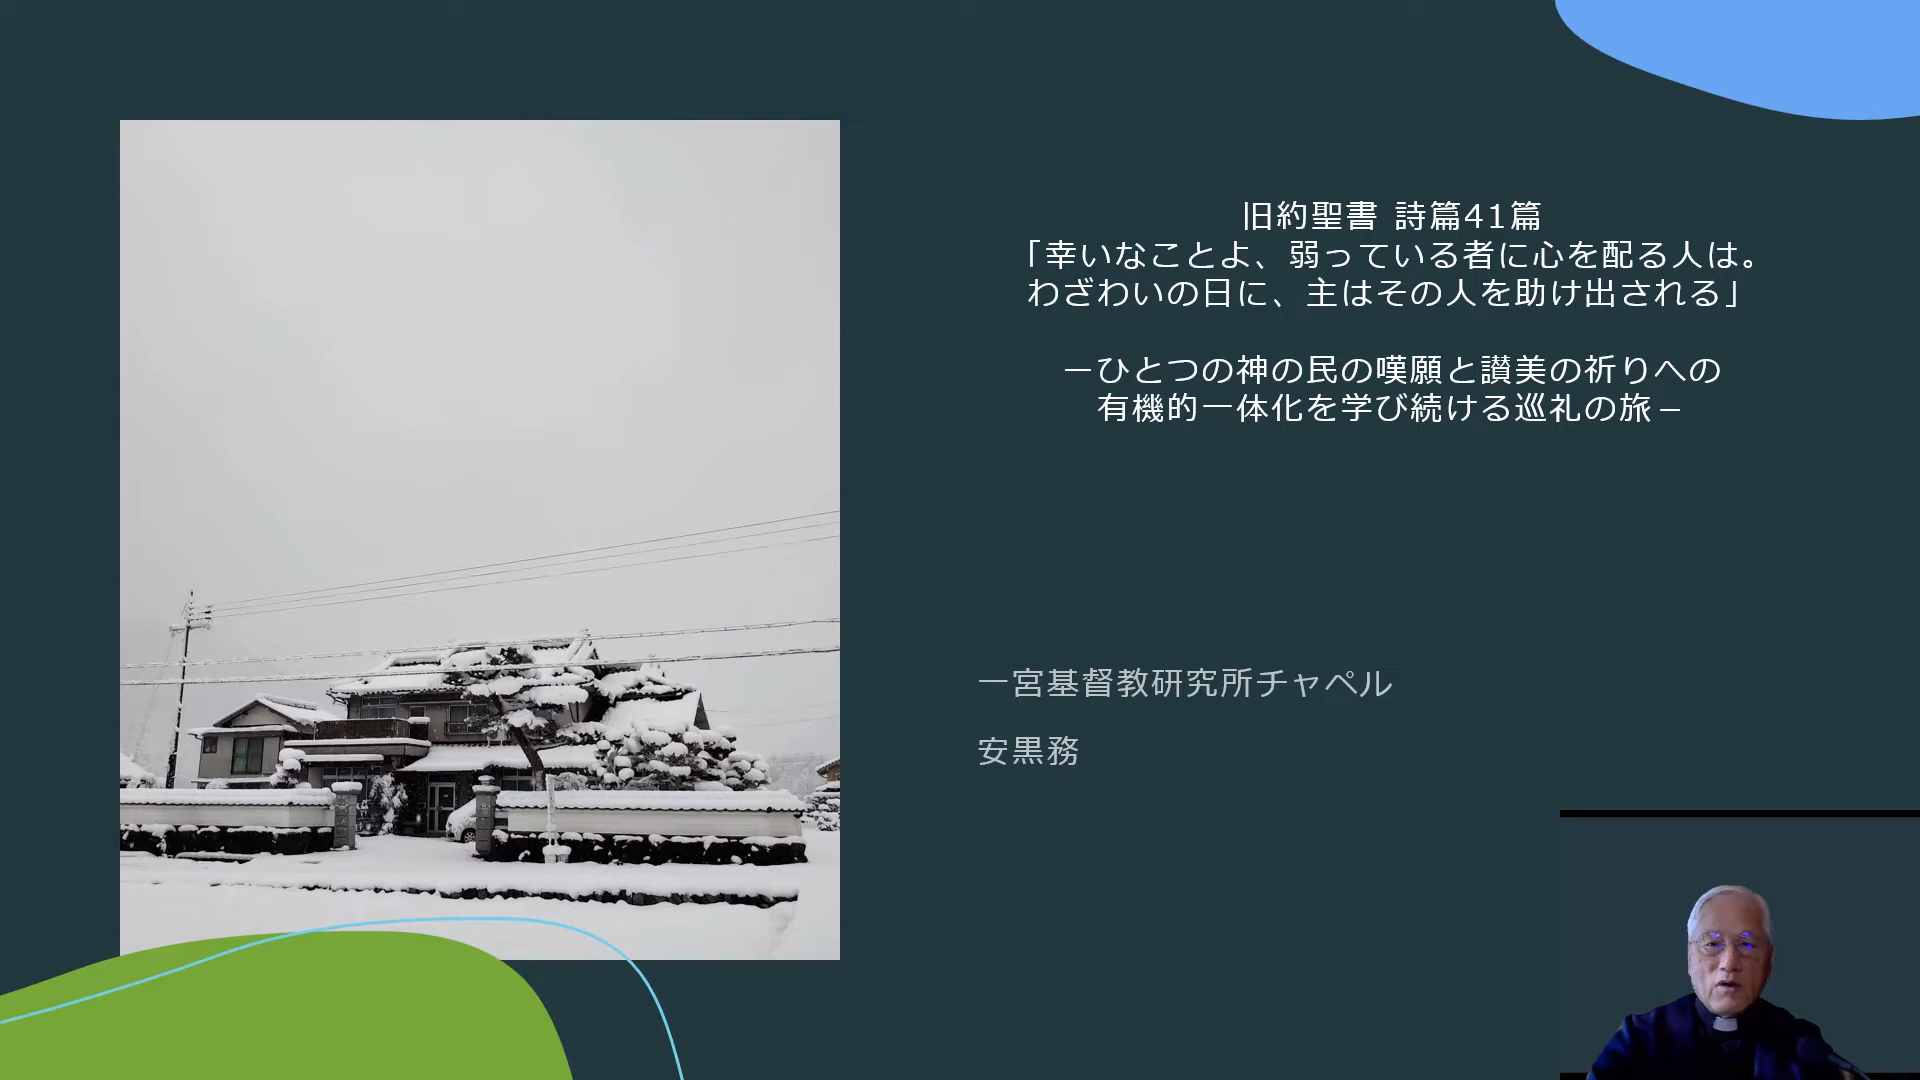 旧約聖書 詩篇41篇
「幸いなことよ、弱っている者に心を配る人は。
わざわいの日に、主はその人を助け出される」
－ひとつの神の民の嘆願と讃美の祈りへの
有機的一体化を学び続ける巡礼の旅－
一宮基督教研究所チャペル
安黒務